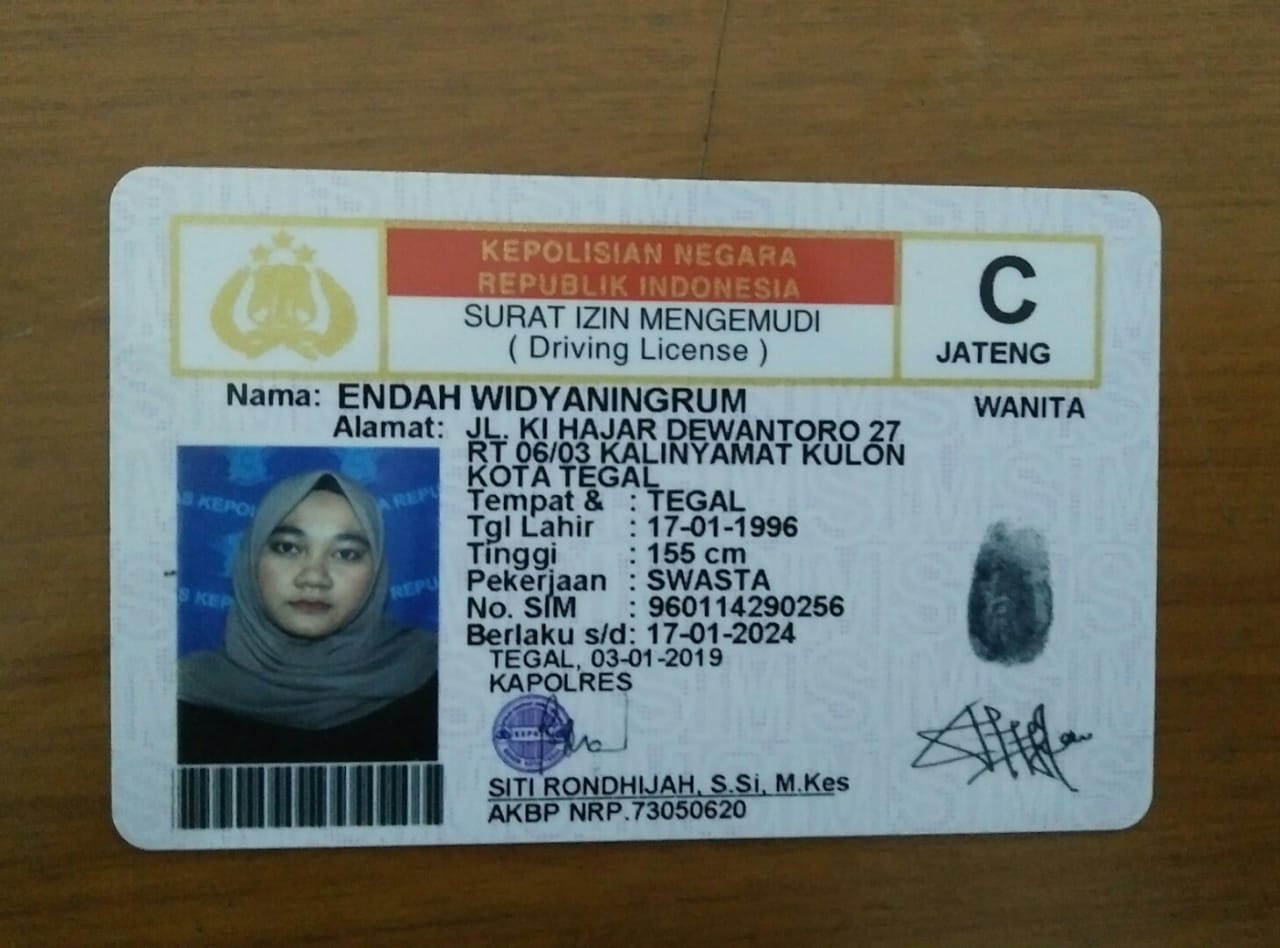 KEPOLISIAN NEGARA
REPUBLIK INDONESIA
SURAT IZIN MENGEMUDI
( Driving License )
C
JATENG
WANITA
Nama: ENDAH WIDYANINGRUM
Alamat: JL. KI HAJAR DEWANTORO 27
RT 06/03 KALINYAMAT KULON
KOTA TEGAL
Tempat & : TEGAL
Tgl Lahir : 17-01-1996
Tinggi : 155 cm
Pekerjaan : SWASTA
No. SIM : 960114290256
Berlaku s/d: 17-01-2024
TEGAL, 03-01-2019
KAPOLRES
SITI RONDHIJAH, S.Si, M.Kes
AKBP NRP.73050620